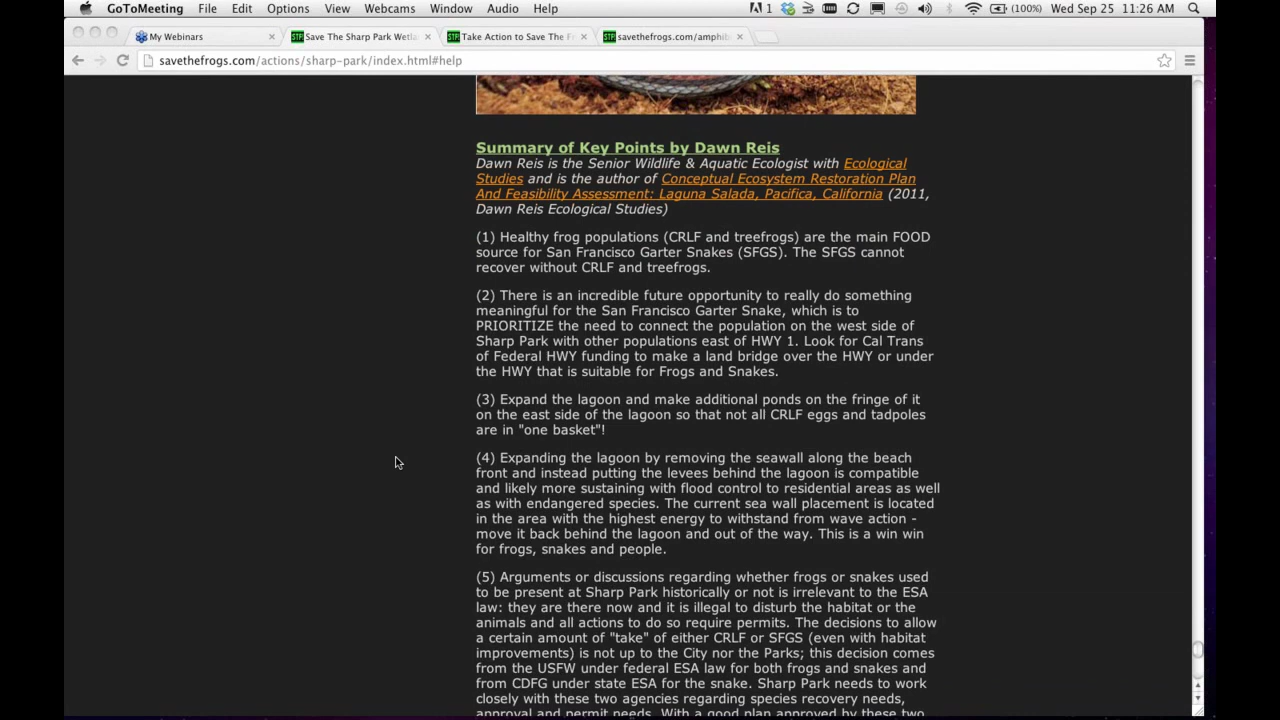 GoToMeeting File Edit Options View Webcams Window Audio Help 1 (100%) Wed Sep 25 11:26 AM
My Webinars Save The Sharp Park Wetl Take Action to Save The F savethefrogs.com/amphib
savethefrogs.com/actions/sharp-park/index.html#help
Summary of Key Points by Dawn Reis
Dawn Reis is the Senior Wildlife & Aquatic Ecologist with Ecological
Studies and is the author of Conceptual Ecosystem Restoration Plan
And Feasibility Assessment: Laguna Salada, Pacifica, California (2011,
Dawn Reis Ecological Studies)
(1) Healthy frog populations (CRLF and treefrogs) are the main FOOD
source for San Francisco Garter Snakes (SFGS). The SFGS cannot
recover without CRLF and treefrogs.
(2) There is an incredible future opportunity to really do something
meaningful for the San Francisco Garter Snake, which is to
PRIORITIZE the need to connect the population on the west side of
Sharp Park with other populations east of HWY 1. Look for Cal Trans
of Federal HWY funding to make a land bridge over the HWY or under
the HWY that is suitable for Frogs and Snakes.
(3) Expand the lagoon and make additional ponds on the fringe of it
on the east side of the lagoon so that not all CRLF eggs and tadpoles
are in "one basket"!
(4) Expanding the lagoon by removing the seawall along the beach
front and instead putting the levees behind the lagoon is compatible
and likely more sustaining with flood control to residential areas as well
as with endangered species. The current sea wall placement is located
in the area with the highest energy to withstand from wave action -
move it back behind the lagoon and out of the way. This is a win win
for frogs, snakes and people.
(5) Arguments or discussions regarding whether frogs or snakes used
to be present at Sharp Park historically or not is irrelevant to the ESA
law: they are there now and it is illegal to disturb the habitat or the
animals and all actions to do so require permits. The decisions to allow
a certain amount of "take" of either CRLF or SFGS (even with habitat
improvements) is not up to the City nor the Parks; this decision comes
from the USFW under federal ESA law for both frogs and snakes and
from CDFG under state ESA for the snake. Sharp Park needs to work
closely with these two agencies regarding species recovery needs,
approval and permit needs. With a good plan approved by these two